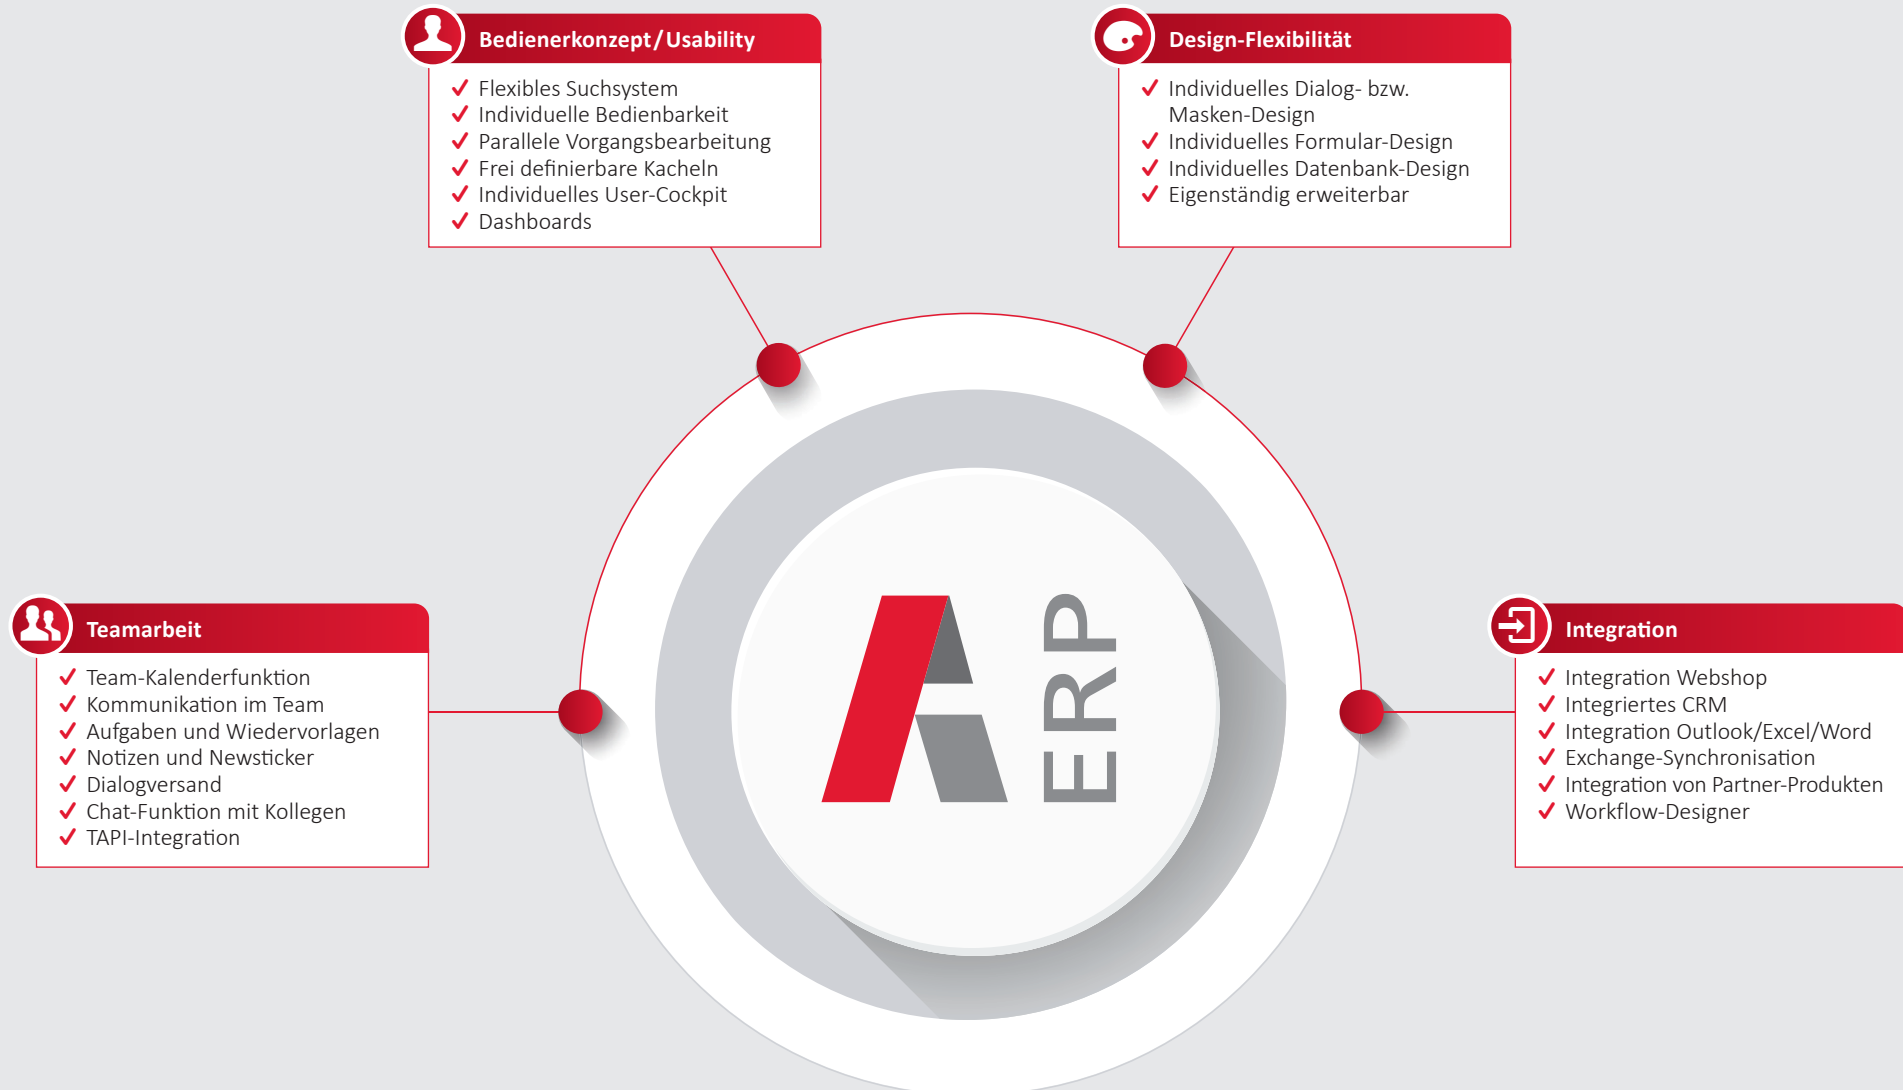 Bedienerkonzept / Usability
Flexibles Suchsystem
Individuelle Bedienbarkeit
Parallele Vorgangsbearbeitung
Frei definierbare Kacheln
Individuelles User-Cockpit
Dashboards
Design-Flexibilität
Individuelles Dialog- bzw.
Masken-Design
Individuelles Formular-Design
Individuelles Datenbank-Design
Eigenständig erweiterbar
Teamarbeit
Team-Kalenderfunktion
Kommunikation im Team
Aufgaben und Wiedervorlagen
Notizen und Newsticker
Dialogversand
Chat-Funktion mit Kollegen
TAPI-Integration
A ERP
Integration
Integration Webshop
Integriertes CRM
Integration Outlook/Excel/Word
Exchange-Synchronisation
Integration von Partner-Produkten
Workflow-Designer